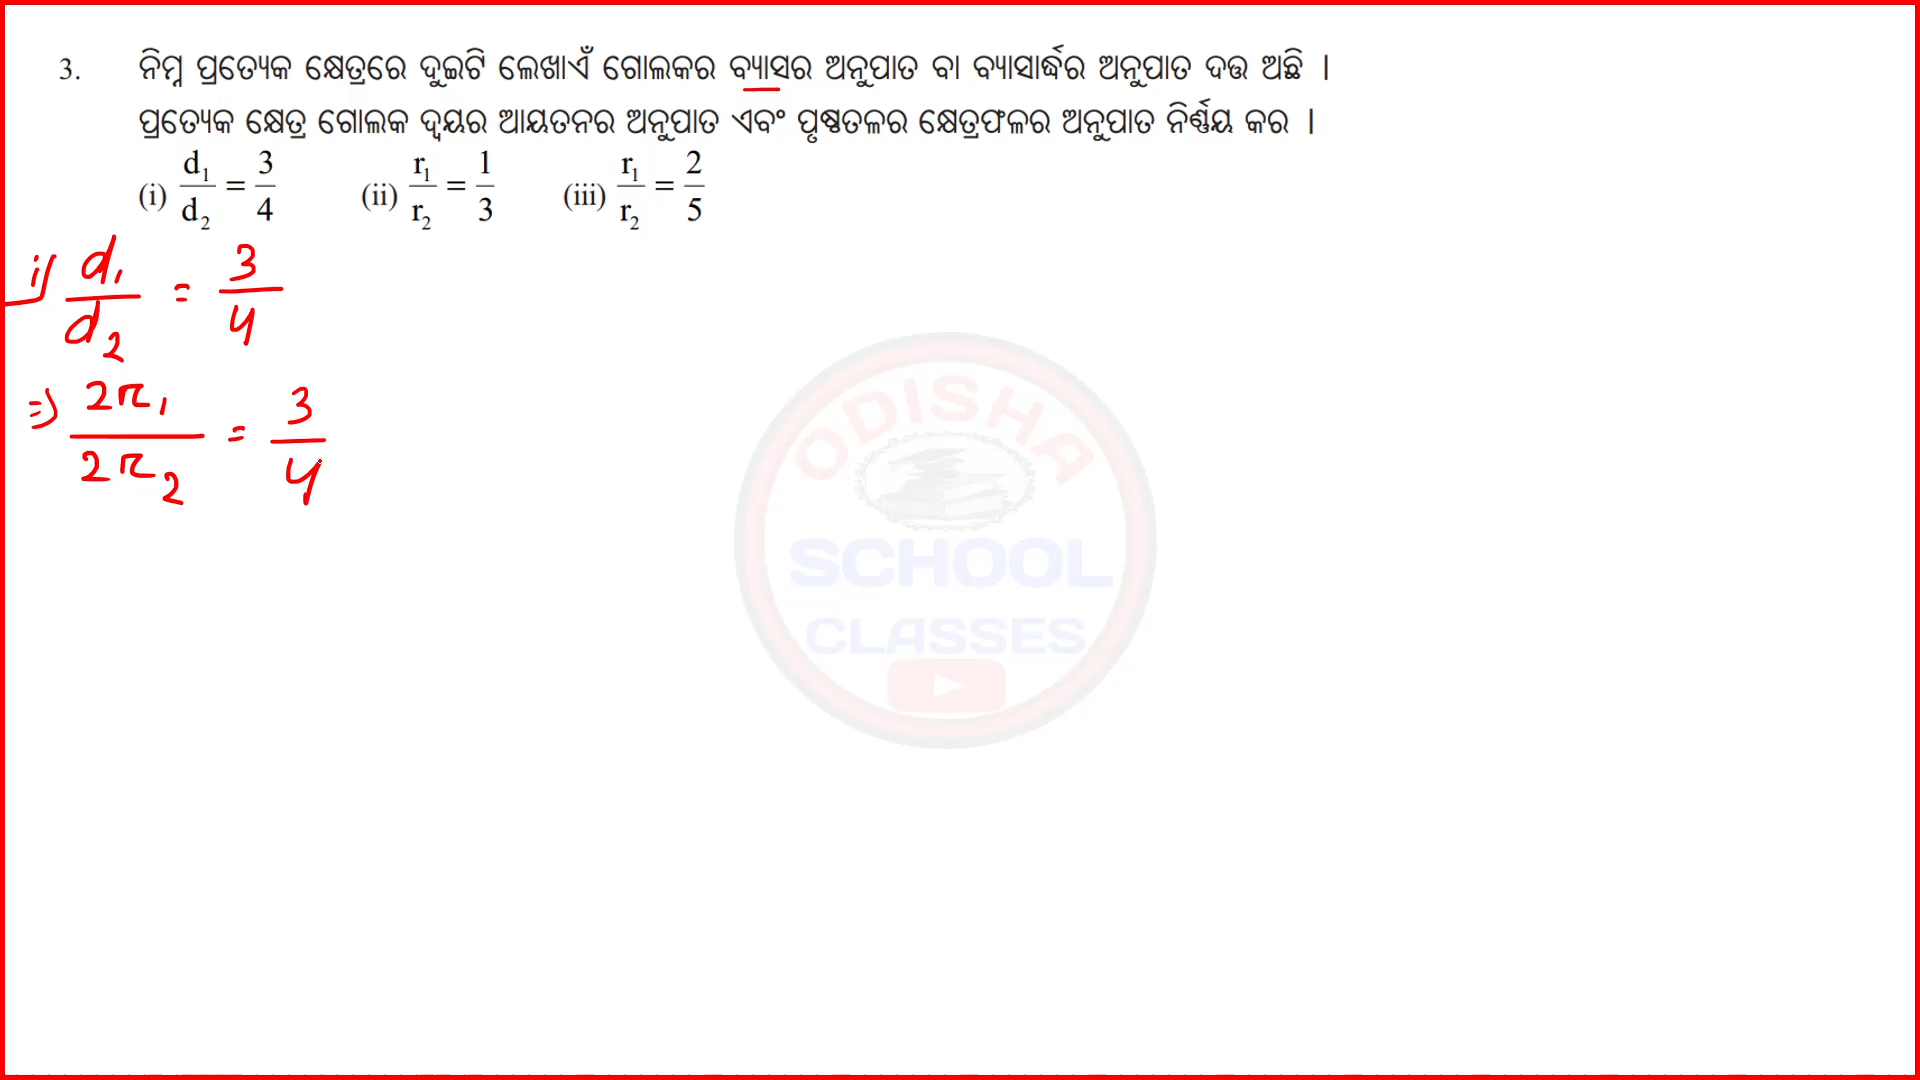 3. ନିମ୍ନ ପ୍ରତ୍ୟେକ କ୍ଷେତ୍ରରେ ଦୁଇଟି ଲେଖାଏଁ ଗୋଲକର ବ୍ୟାସର ଅନୁପାତ ବା ବ୍ୟାସାର୍ଦ୍ଧର ଅନୁପାତ ଦତ୍ତ ଅଛି ।
ପ୍ରତ୍ୟେକ କ୍ଷେତ୍ର ଗୋଲକ ଦ୍ୱୟର ଆୟତନର ଅନୁପାତ ଏବଂ ପୃଷ୍ଠତଳର କ୍ଷେତ୍ରଫଳର ଅନୁପାତ ନିର୍ଣ୍ଣୟ କର ।
(i) d₁/d₂ = 3/4 (ii) r₁/r₂ = 1/3 (iii) r₁/r₂ = 2/5
i) d₁/d₂ = 3/4
⇒ 2r₁/2r₂ = 3/4
ODISHA
SCHOOL
CLASSES